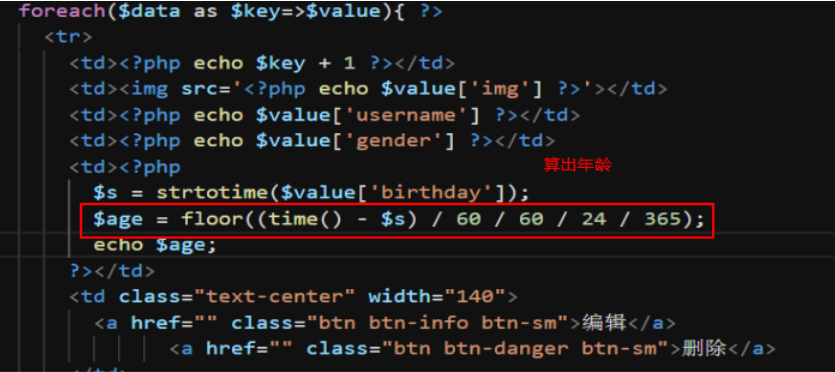 foreach($data as $key=>$value){ ?>
<tr>
<td><?php echo $key + 1 ?></td>
<td><img src='<?php echo $value['img'] ?>'></td>
<td><?php echo $value['username'] ?></td>
<td><?php echo $value['gender'] ?></td>
<td><?php
算出年龄
$s = strtotime($value['birthday']);
$age = floor((time() - $s) / 60 / 60 / 24 / 365);
echo $age;
?></td>
<td class="text-center" width="140">
<a href="" class="btn btn-info btn-sm">编辑</a>
<a href="" class="btn btn-danger btn-sm">删除</a>